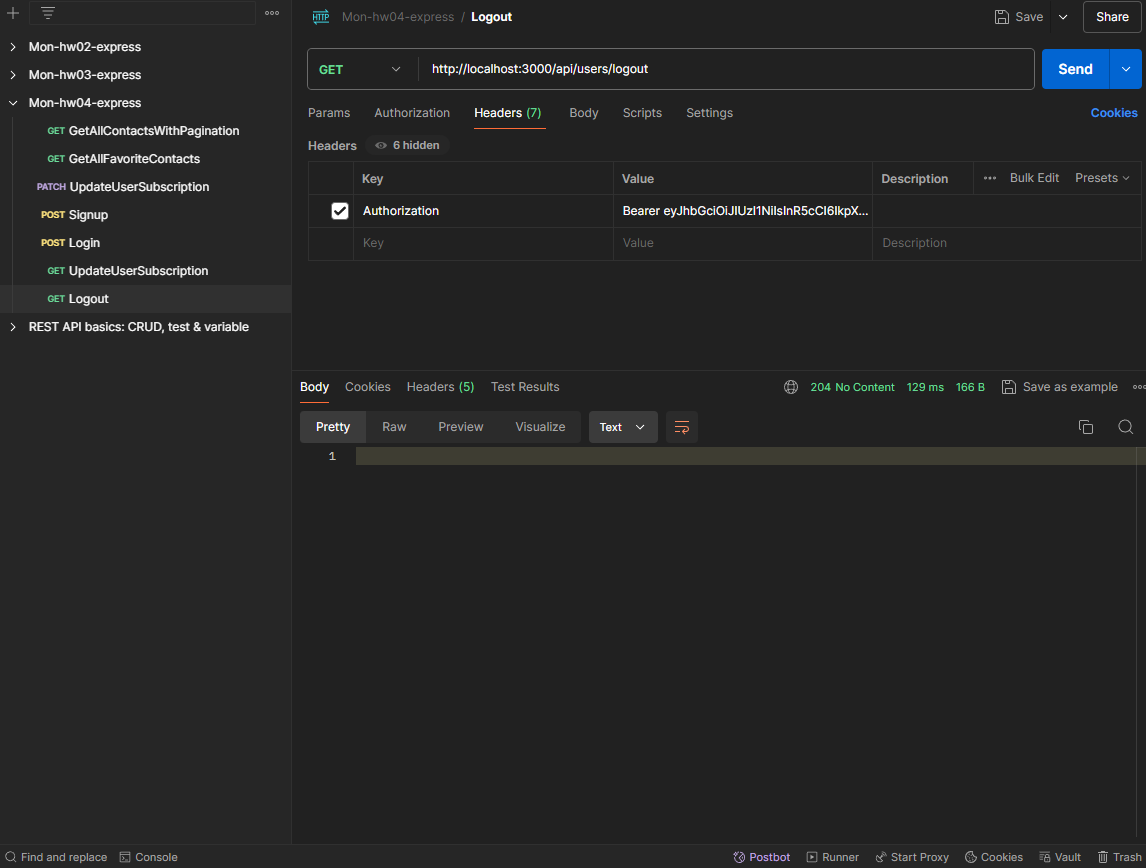 HTTP Mon-hw04-express / Logout Save Share
Mon-hw02-express
Mon-hw03-express
Mon-hw04-express
GET GetAllContactsWithPagination
GET GetAllFavoriteContacts
PATCH UpdateUserSubscription
POST Signup
POST Login
GET UpdateUserSubscription
GET Logout
REST API basics: CRUD, test & variable
GET http://localhost:3000/api/users/logout Send
Params Authorization Headers (7) Body Scripts Settings Cookies
Headers 6 hidden
Key Value Description Bulk Edit Presets
Authorization Bearer eyJhbGciOiJIUzI1NiIsInR5cCI6IkpX...
Key Value Description
Body Cookies Headers (5) Test Results 204 No Content 129 ms 166 B Save as example
Pretty Raw Preview Visualize Text
1
Find and replace Console Postbot Runner Start Proxy Cookies Vault Trash